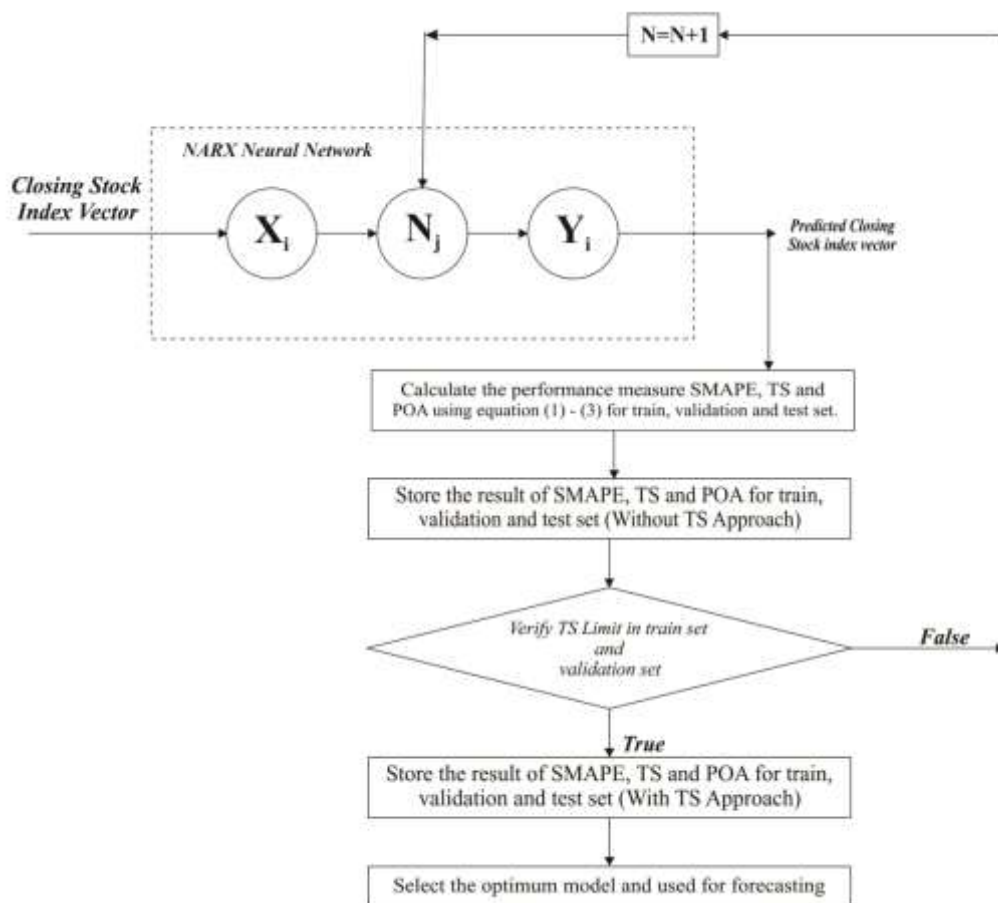 N=N+1
NARX Neural Network
Closing Stock
Index Vector
Xi
Nj
Yi
Predicted Closing
Stock index vector
Calculate the performance measure SMAPE, TS and
POA using equation (1) - (3) for train, validation and test set.
Store the result of SMAPE, TS and POA for train,
validation and test set (Without TS Approach)
Verify TS Limit in train set
and
validation set
False
True
Store the result of SMAPE, TS and POA for train,
validation and test set (With TS Approach)
Select the optimum model and used for forecasting